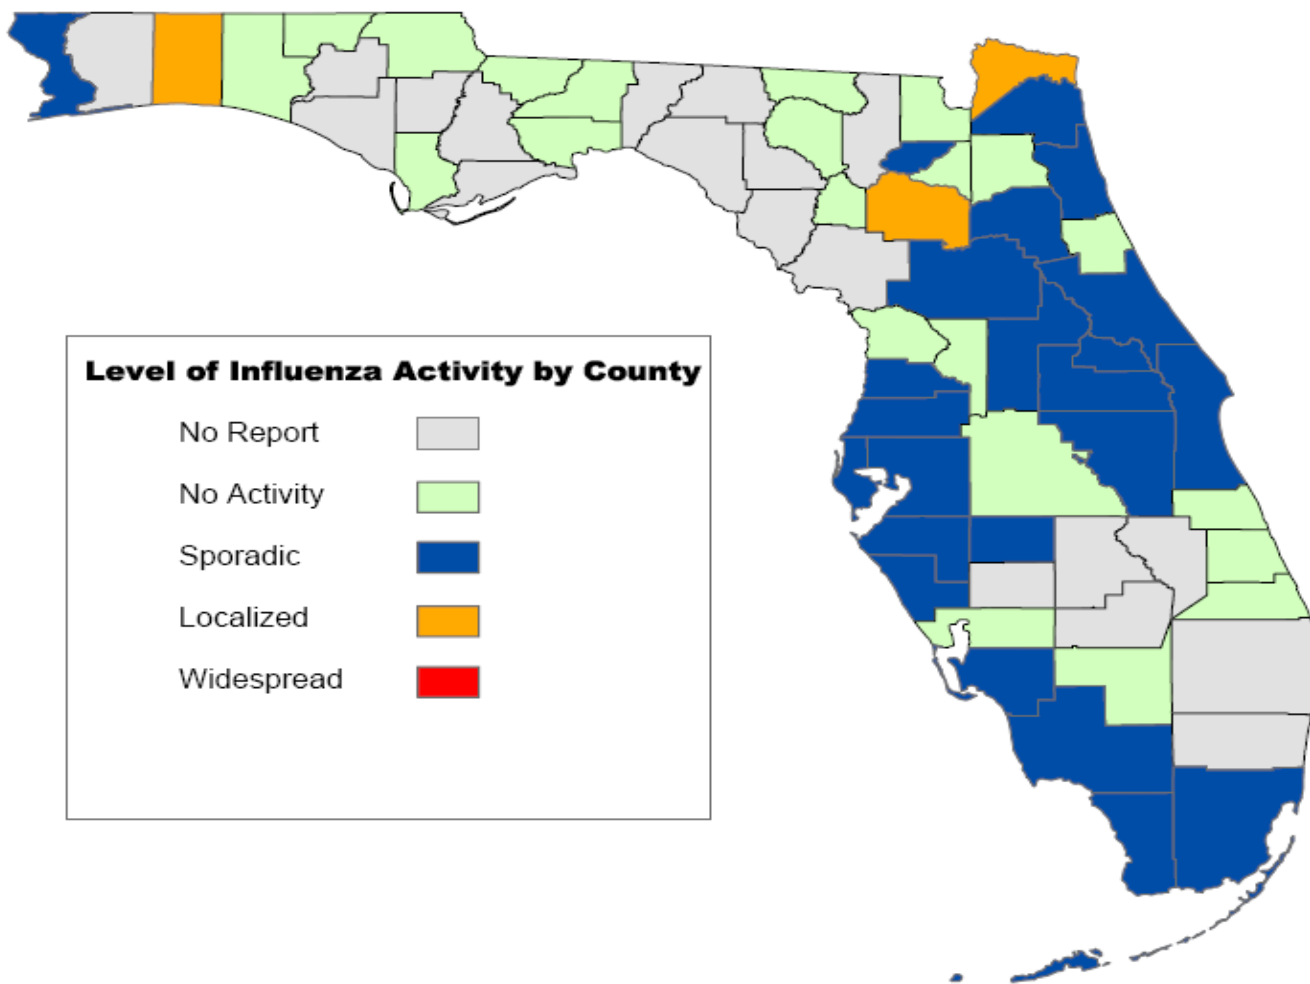 Level of Influenza Activity by County
No Report
No Activity
Sporadic
Localized
Widespread